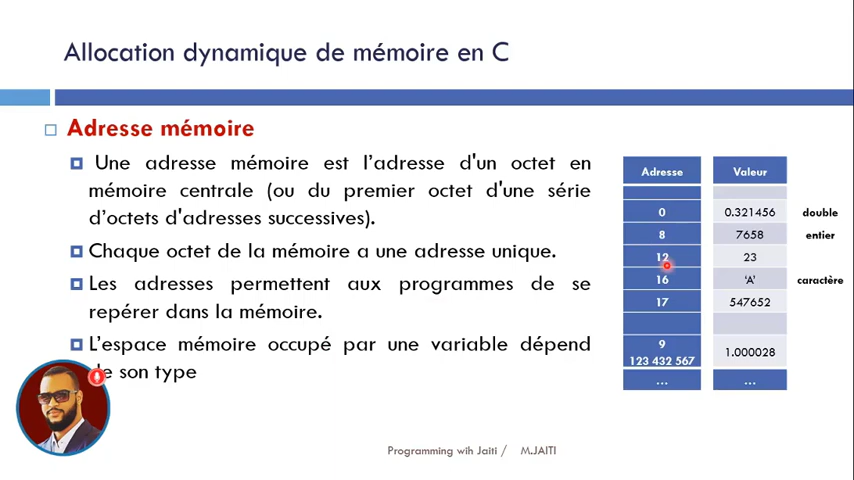 Allocation dynamique de mémoire en C
Adresse mémoire
Une adresse mémoire est l’adresse d'un octet en
mémoire centrale (ou du premier octet d'une série
d’octets d'adresses successives).
Chaque octet de la mémoire a une adresse unique.
Les adresses permettent aux programmes de se
repérer dans la mémoire.
L’espace mémoire occupé par une variable dépend
de son type
Adresse Valeur
0 0.321456 double
8 7658 entier
12 23
16 ‘A’ caractère
17 547652
9
123 432 567 1.000028
... ...
Programming wih Jaiti / M.JAITI